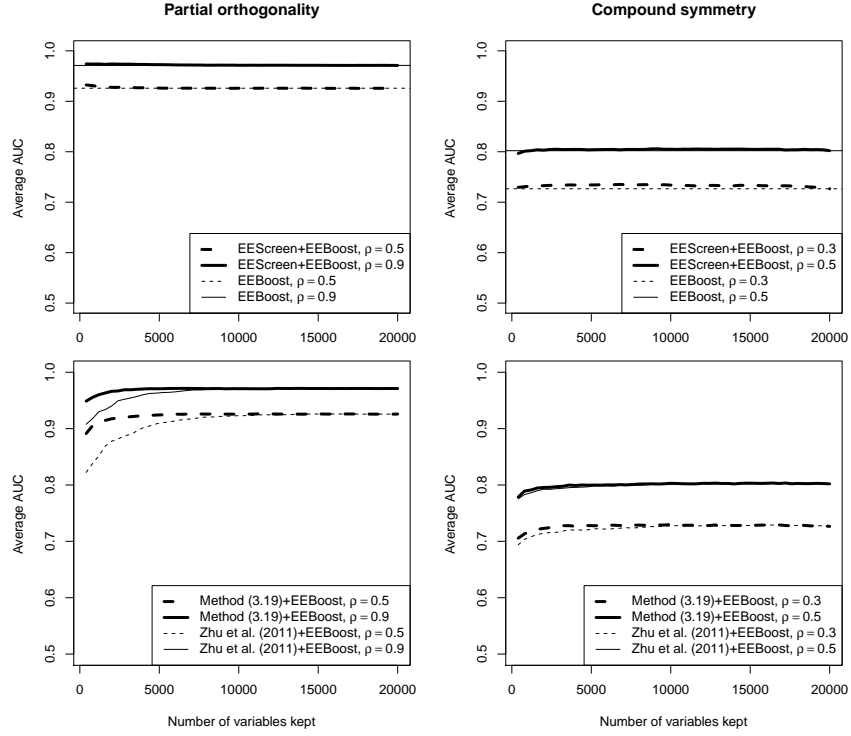 Partial orthogonality
Compound symmetry
Average AUC
1.0
0.9
0.8
0.7
0.6
0.5
EEScreen+EEBoost, ρ = 0.5
EEScreen+EEBoost, ρ = 0.9
EEBoost, ρ = 0.5
EEBoost, ρ = 0.9
0 5000 10000 15000 20000
Average AUC
1.0
0.9
0.8
0.7
0.6
0.5
EEScreen+EEBoost, ρ = 0.3
EEScreen+EEBoost, ρ = 0.5
EEBoost, ρ = 0.3
EEBoost, ρ = 0.5
0 5000 10000 15000 20000
Average AUC
1.0
0.9
0.8
0.7
0.6
0.5
Method (3.19)+EEBoost, ρ = 0.5
Method (3.19)+EEBoost, ρ = 0.9
Zhu et al. (2011)+EEBoost, ρ = 0.5
Zhu et al. (2011)+EEBoost, ρ = 0.9
0 5000 10000 15000 20000
Number of variables kept
Average AUC
1.0
0.9
0.8
0.7
0.6
0.5
Method (3.19)+EEBoost, ρ = 0.3
Method (3.19)+EEBoost, ρ = 0.5
Zhu et al. (2011)+EEBoost, ρ = 0.3
Zhu et al. (2011)+EEBoost, ρ = 0.5
0 5000 10000 15000 20000
Number of variables kept